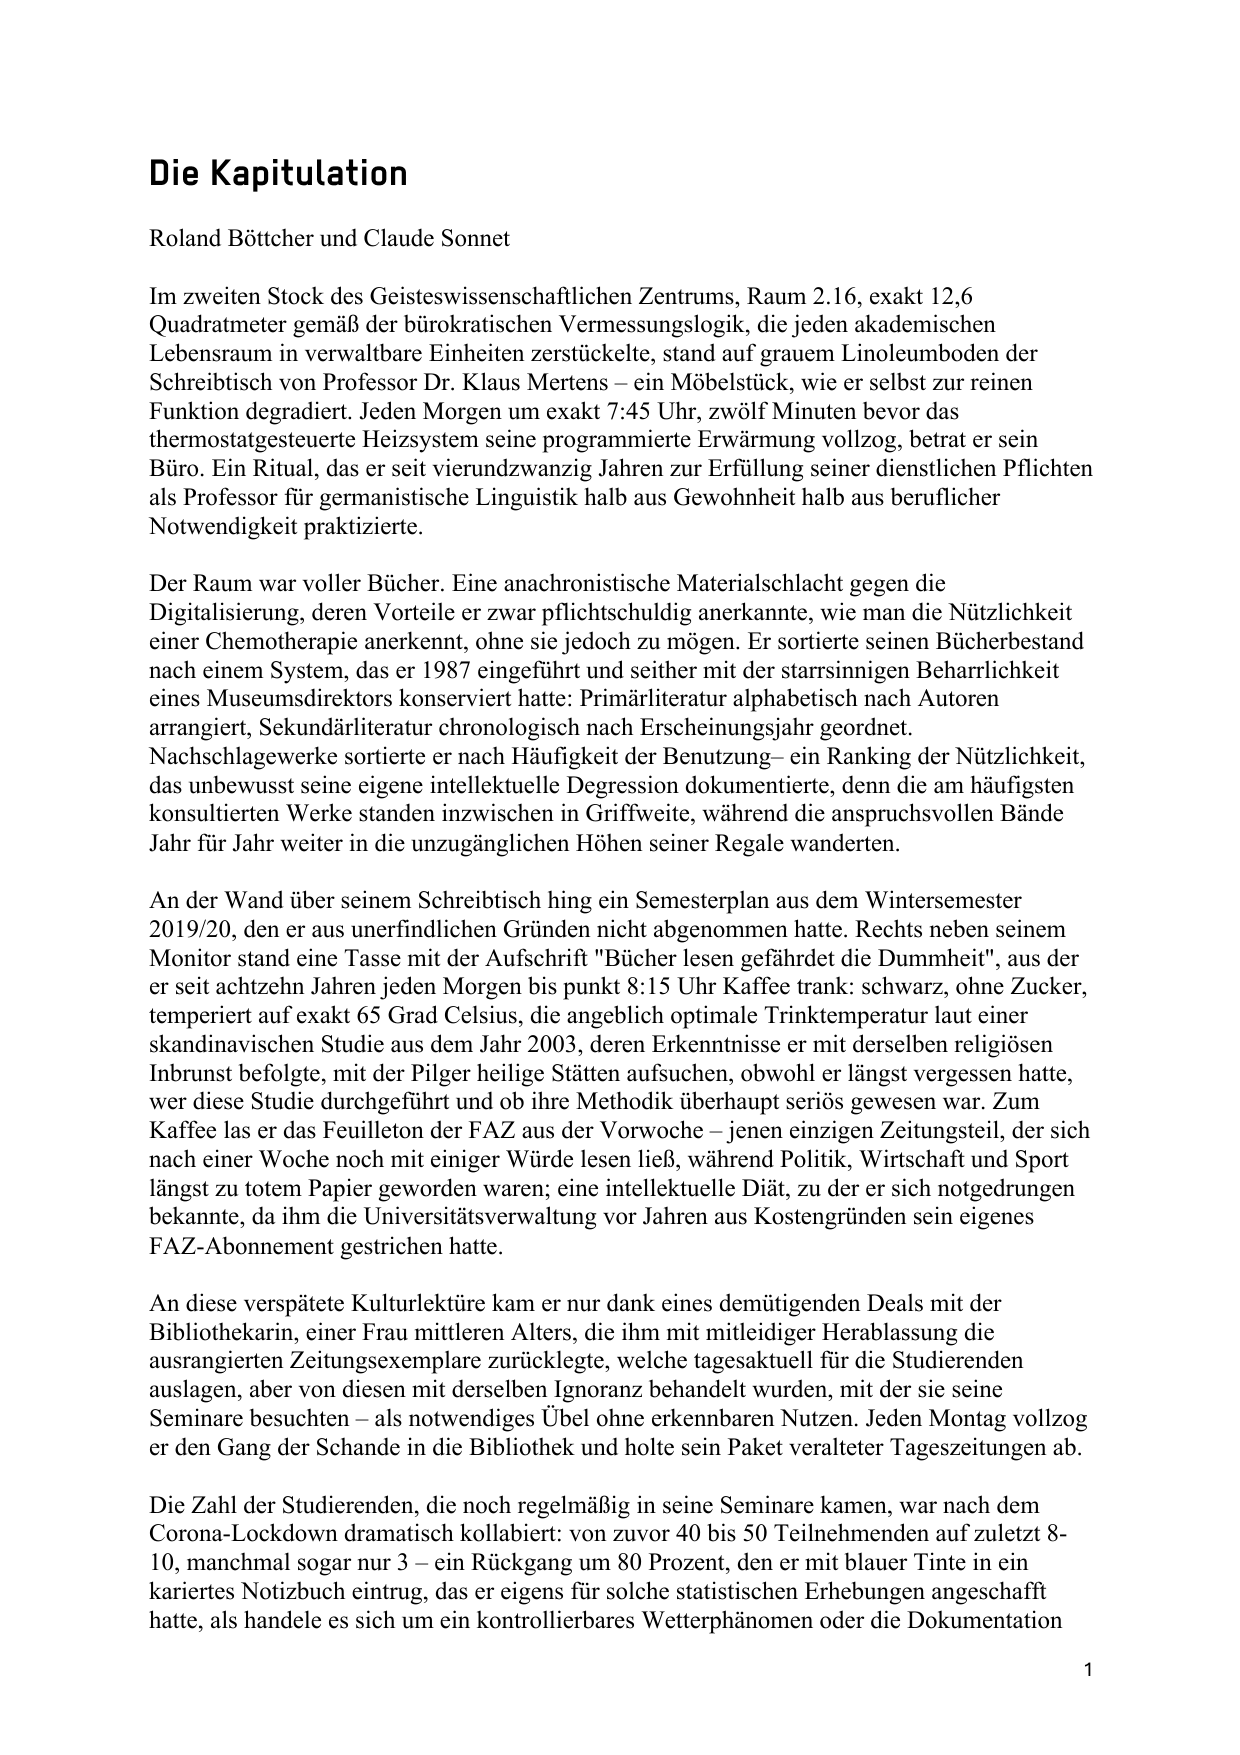 Die Kapitulation
Roland Böttcher und Claude Sonnet
Im zweiten Stock des Geisteswissenschaftlichen Zentrums, Raum 2.16, exakt 12,6
Quadratmeter gemäß der bürokratischen Vermessungslogik, die jeden akademischen
Lebensraum in verwaltbare Einheiten zerstückelte, stand auf grauem Linoleumboden der
Schreibtisch von Professor Dr. Klaus Mertens – ein Möbelstück, wie er selbst zur reinen
Funktion degradiert. Jeden Morgen um exakt 7:45 Uhr, zwölf Minuten bevor das
thermostatgesteuerte Heizsystem seine programmierte Erwärmung vollzog, betrat er sein
Büro. Ein Ritual, das er seit vierundzwanzig Jahren zur Erfüllung seiner dienstlichen Pflichten
als Professor für germanistische Linguistik halb aus Gewohnheit halb aus beruflicher
Notwendigkeit praktizierte.
Der Raum war voller Bücher. Eine anachronistische Materialschlacht gegen die
Digitalisierung, deren Vorteile er zwar pflichtschuldig anerkannte, wie man die Nützlichkeit
einer Chemotherapie anerkennt, ohne sie jedoch zu mögen. Er sortierte seinen Bücherbestand
nach einem System, das er 1987 eingeführt und seither mit der starrsinnigen Beharrlichkeit
eines Museumsdirektors konserviert hatte: Primärliteratur alphabetisch nach Autoren
arrangiert, Sekundärliteratur chronologisch nach Erscheinungsjahr geordnet.
Nachschlagewerke sortierte er nach Häufigkeit der Benutzung– ein Ranking der Nützlichkeit,
das unbewusst seine eigene intellektuelle Degression dokumentierte, denn die am häufigsten
konsultierten Werke standen inzwischen in Griffweite, während die anspruchsvollen Bände
Jahr für Jahr weiter in die unzugänglichen Höhen seiner Regale wanderten.
An der Wand über seinem Schreibtisch hing ein Semesterplan aus dem Wintersemester
2019/20, den er aus unerfindlichen Gründen nicht abgenommen hatte. Rechts neben seinem
Monitor stand eine Tasse mit der Aufschrift "Bücher lesen gefährdet die Dummheit", aus der
er seit achtzehn Jahren jeden Morgen bis punkt 8:15 Uhr Kaffee trank: schwarz, ohne Zucker,
temperiert auf exakt 65 Grad Celsius, die angeblich optimale Trinktemperatur laut einer
skandinavischen Studie aus dem Jahr 2003, deren Erkenntnisse er mit derselben religiösen
Inbrunst befolgte, mit der Pilger heilige Stätten aufsuchen, obwohl er längst vergessen hatte,
wer diese Studie durchgeführt und ob ihre Methodik überhaupt seriös gewesen war. Zum
Kaffee las er das Feuilleton der FAZ aus der Vorwoche – jenen einzigen Zeitungsteil, der sich
nach einer Woche noch mit einiger Würde lesen ließ, während Politik, Wirtschaft und Sport
längst zu totem Papier geworden waren; eine intellektuelle Diät, zu der er sich notgedrungen
bekannte, da ihm die Universitätsverwaltung vor Jahren aus Kostengründen sein eigenes
FAZ-Abonnement gestrichen hatte.
An diese verspätete Kulturlektüre kam er nur dank eines demütigenden Deals mit der
Bibliothekarin, einer Frau mittleren Alters, die ihm mit mitleidiger Herablassung die
ausrangierten Zeitungsexemplare zurücklegte, welche tagesaktuell für die Studierenden
auslagen, aber von diesen mit derselben Ignoranz behandelt wurden, mit der sie seine
Seminare besuchten – als notwendiges Übel ohne erkennbaren Nutzen. Jeden Montag vollzog
er den Gang der Schande in die Bibliothek und holte sein Paket veralteter Tageszeitungen ab.
Die Zahl der Studierenden, die noch regelmäßig in seine Seminare kamen, war nach dem
Corona-Lockdown dramatisch kollabiert: von zuvor 40 bis 50 Teilnehmenden auf zuletzt 8-
10, manchmal sogar nur 3 – ein Rückgang um 80 Prozent, den er mit blauer Tinte in ein
kariertes Notizbuch eintrug, das er eigens für solche statistischen Erhebungen angeschafft
hatte, als handele es sich um ein kontrollierbares Wetterphänomen oder die Dokumentation
1